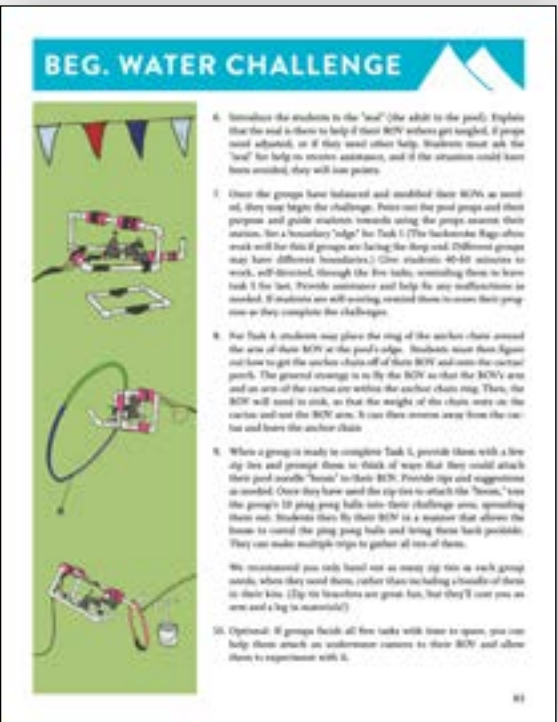 BEG. WATER CHALLENGE
6. Introduce the students to the "seal" (the adult in the pool). Explain
that the seal is there to help if their ROV tethers get tangled, if props
need adjusted, or if they need other help. Students must ask the
"seal" for help to receive assistance, and if the situation could have
been avoided, they will lose points.
7. Once the groups have balanced and modified their ROVs as need-
ed, they may begin the challenge. Point out the pool props and their
purpose and guide students towards using the props nearest their
station. Set a boundary "edge" for Task 1 (The backstroke flags often
work well for this if groups are facing the deep end. Different groups
may have different boundaries.) Give students 40-60 minutes to
work, self-directed, through the five tasks, reminding them to leave
task 5 for last. Provide assistance and help fix any malfunctions as
needed. If students are self-scoring, remind them to score their prog-
ress as they complete the challenges.
8. For Task 4, students may place the ring of the anchor chain around
the arm of their ROV at the pool's edge. Students must then figure
out how to get the anchor chain off of their ROV and onto the cactus'
perch. The general strategy is to fly the ROV so that the ROV's arm
and an arm of the cactus are within the anchor chain ring. Then, the
ROV will need to sink, so that the weight of the chain rests on the
cactus and not the ROV arm. It can then reverse away from the cac-
tus and leave the anchor chain
9. When a group is ready to complete Task 5, provide them with a few
zip ties and prompt them to think of ways that they could attach
their pool noodle "boom" to their ROV. Provide tips and suggestions
as needed. Once they have used the zip ties to attach the "boom," toss
the group's 10 ping pong balls into their challenge area, spreading
them out. Students then fly their ROV in a manner that allows the
boom to corral the ping pong balls and bring them back poolside.
They can make multiple trips to gather all ten of them.
We recommend you only hand out as many zip ties as each group
needs, when they need them, rather than including a bundle of them
in their kits. (Zip tie bracelets are great fun, but they'll cost you an
arm and a leg in materials!)
10. Optional: If groups finish all five tasks with time to spare, you can
help them attach an underwater camera to their ROV and allow
them to experiment with it.